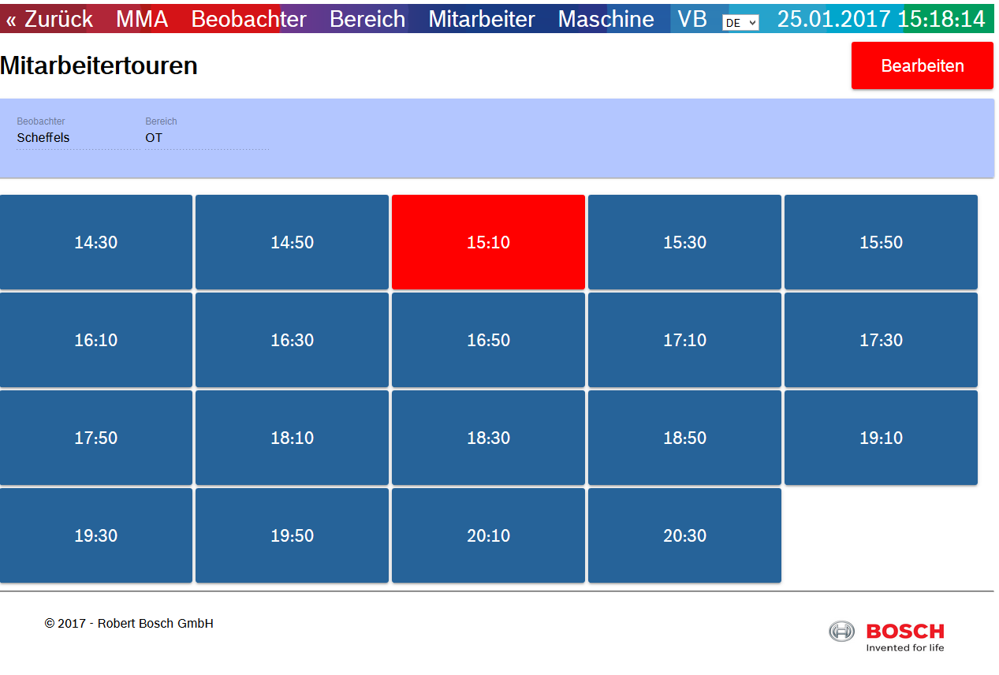 « Zurück MMA Beobachter Bereich Mitarbeiter Maschine VB DE 25.01.2017 15:18:14
Mitarbeitertouren Bearbeiten
Beobachter Bereich
Scheffels OT
14:30 14:50 15:10 15:30 15:50
16:10 16:30 16:50 17:10 17:30
17:50 18:10 18:30 18:50 19:10
19:30 19:50 20:10 20:30
© 2017 - Robert Bosch GmbH
BOSCH
Invented for life